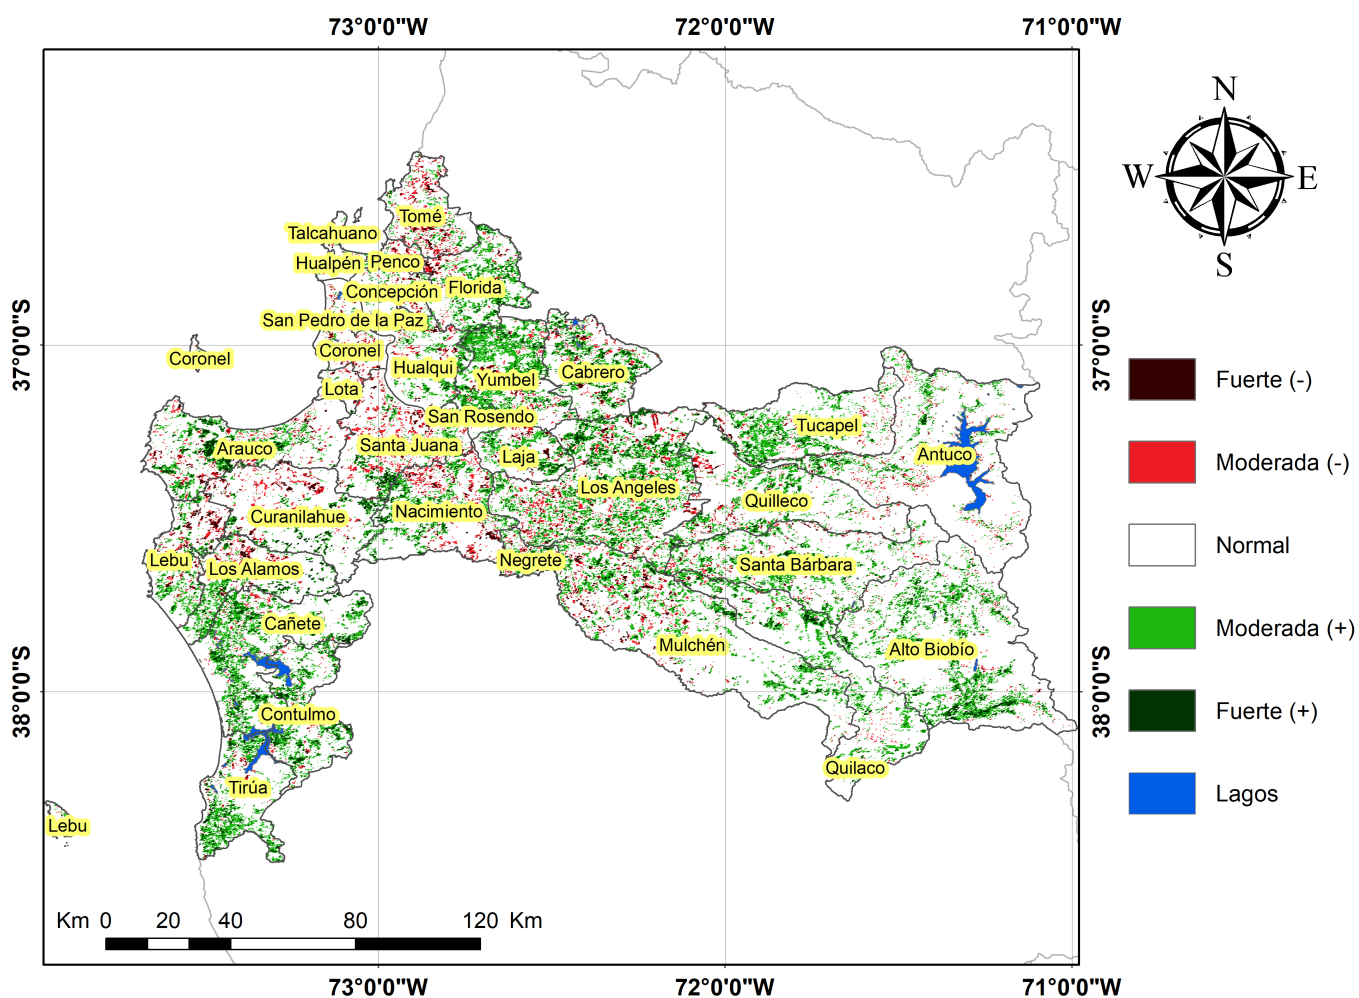 73°0'0"W
72°0'0"W
71°0'0"W
N
W
E
S
37°0'0"S
37°0'0"S
38°0'0"S
38°0'0"S
Tomé
Talcahuano
Hualpén
Penco
Concepción
Florida
San Pedro de la Paz
Coronel
Coronel
Hualqui
Yumbel
Cabrero
Lota
San Rosendo
Arauco
Santa Juana
Laja
Tucapel
Antuco
Los Angeles
Quilleco
Curanilahue
Nacimiento
Lebu
Los Alamos
Negrete
Santa Bárbara
Cañete
Mulchén
Alto Biobío
Contulmo
Quilaco
Tirúa
Lebu
Km 0 20 40 80 120 Km
73°0'0"W
72°0'0"W
71°0'0"W
Fuerte (-)
Moderada (-)
Normal
Moderada (+)
Fuerte (+)
Lagos